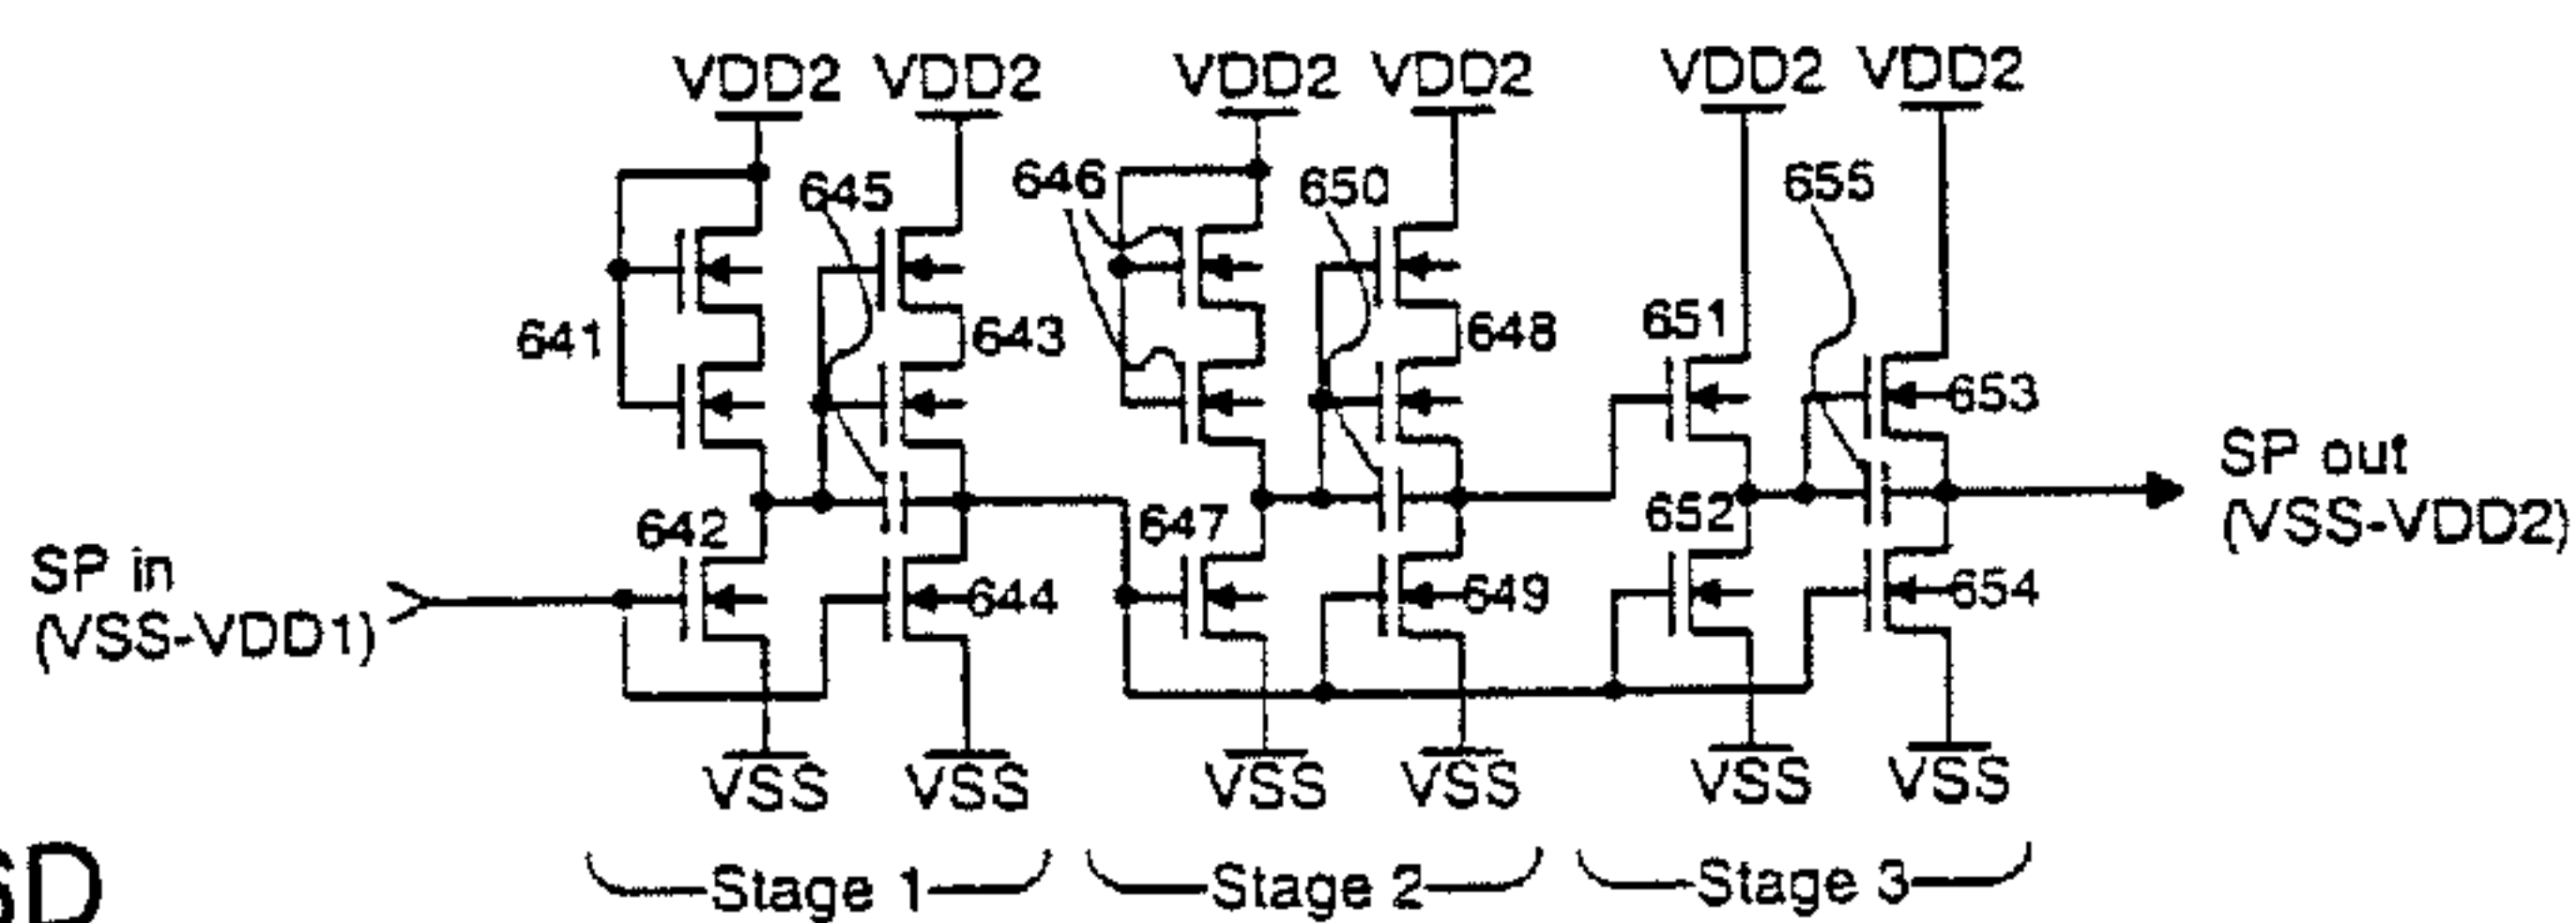 VDD2 VDD2 VDD2 VDD2 VDD2 VDD2
645 646 650 655
641 643 648 651 653
642 647 652
SP in
(VSS-VDD1)
644 649 654
SP out
(VSS-VDD2)
VSS VSS VSS VSS VSS VSS
Stage 1 Stage 2 Stage 3
6D